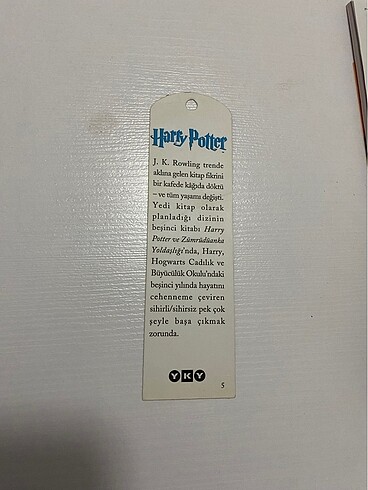 Harry Potter
J. K. Rowling trende
aklına gelen kitap fikrini
bir kafede kâğıda döktü
– ve tüm yaşamı değişti.
Yedi kitap olarak
planladığı dizinin
beşinci kitabı Harry
Potter ve Zümrüdüanka
Yoldaşlığı'nda, Harry,
Hogwarts Cadılık ve
Büyücülük Okulu'ndaki
beşinci yılında hayatını
cehenneme çeviren
sihirli/sihirsiz pek çok
şeyle başa çıkmak
zorunda.
YKY
5